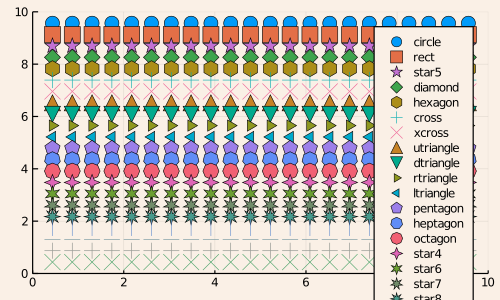 10
8
6
4
2
0
0
2
4
6
10
circle
rect
star5
diamond
hexagon
cross
xcross
utriangle
dtriangle
rtriangle
ltriangle
pentagon
heptagon
octagon
star4
star6
star7
star8